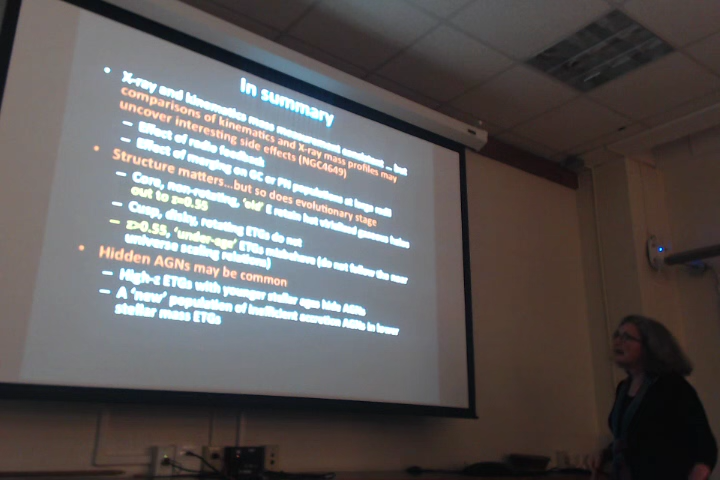 In summary
• X-ray and kinematics mass measurement consistent ... but
comparisons of kinematics and X-ray mass profiles may
uncover interesting side effects (NGC4649)
– Effect of radio feedback
– Effect of merging on GC or PN populations at large radii
• Structure matters...but so does evolutionary stage
– Core, non-rotating, 'old' E retain hot virialized gaseous halos
out to z=0.55
– Cusp, disky, rotating ETGs do not
– z>0.55, 'under-age' ETGs misbehave (do not follow the near
universe scaling relations)
• Hidden AGNs may be common
– High-z ETGs with younger stellar ages hide AGNs
– A 'new' population of inefficient accretion AGNs in lower
stellar mass ETGs